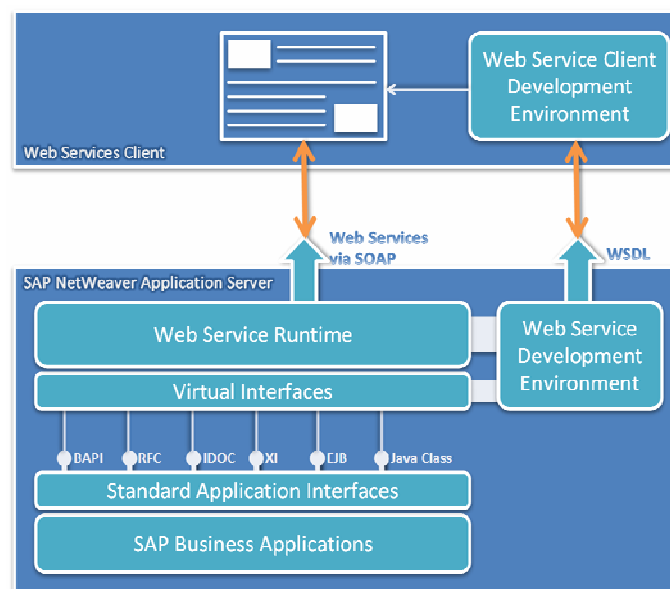 Web Service Client
Development
Environment
Web Services Client
Web Services
via SOAP
WSDL
SAP NetWeaver Application Server
Web Service Runtime
Web Service
Development
Environment
Virtual Interfaces
BAPI RFC IDOC XI EJB Java Class
Standard Application Interfaces
SAP Business Applications